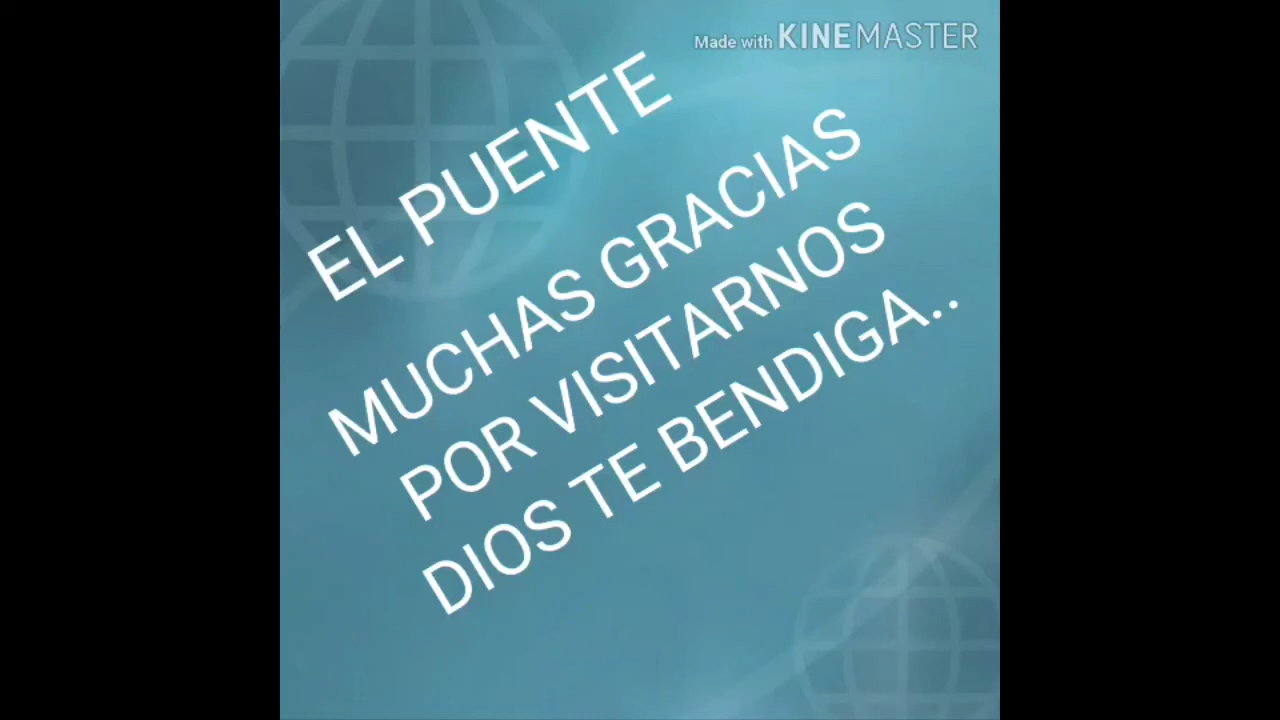 Made with KINEMASTER
EL PUENTE
MUCHAS GRACIAS
POR VISITARNOS
DIOS TE BENDIGA..